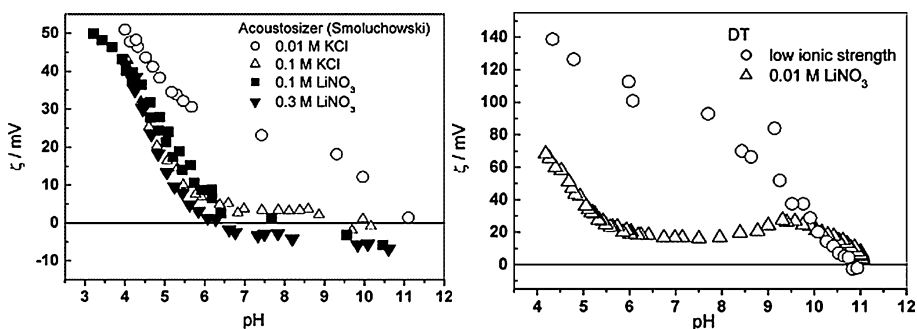 Acoustosizer (Smoluchowski)
0.01 M KCl
0.1 M KCl
0.1 M LiNO3
0.3 M LiNO3
50
40
30
20
10
0
-10
ζ / mV
3 4 5 6 7 8 9 10 11 12
pH
DT
low ionic strength
0.01 M LiNO3
140
120
100
80
60
40
20
0
ζ / mV
4 5 6 7 8 9 10 11 12
pH